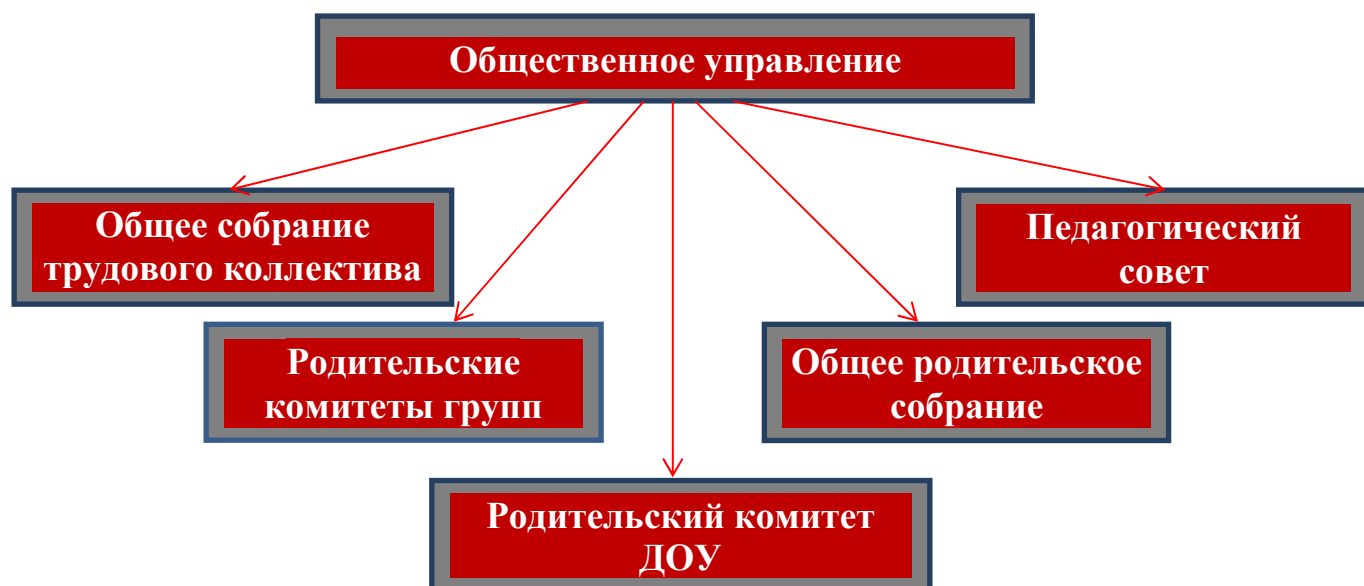 Общественное управление
Общее собрание
трудового коллектива
Педагогический
совет
Родительские
комитеты групп
Общее родительское
собрание
Родительский комитет
ДОУ